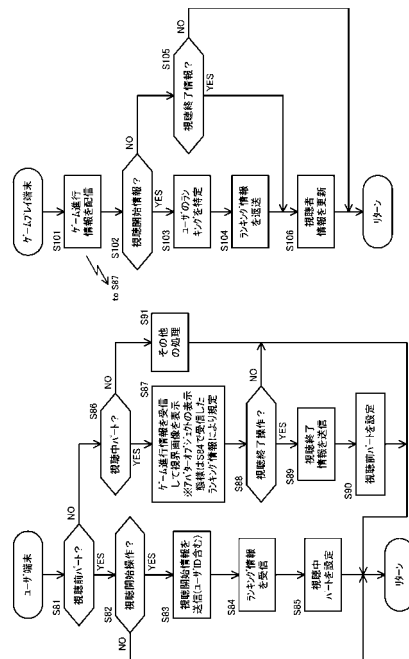 ユーザ端末
S81
視聴前パート?
NO
YES
S82
視聴開始操作?
NO
YES
S83
視聴開始情報を
送信(ユーザID含む)
S84
ランキング情報
を受信
S85
視聴中
パートを設定
リターン
S86
視聴中パート?
NO
YES
S91
その他
の処理
S87
ゲーム進行情報を受信
して視界画像を表示
※アバターオブジェクトの表示
態様はS84で受信した
ランキング情報により規定
S88
視聴終了操作?
NO
YES
S89
視聴終了
情報を送信
S90
視聴前パートを設定
ゲームプレイ端末
S101
ゲーム進行
情報を配信
to S87
S102
視聴開始情報?
NO
YES
S103
ユーザのラン
キングを特定
S104
ランキング情報
を返送
S105
視聴終了情報?
NO
YES
S106
視聴者
情報を更新
リターン